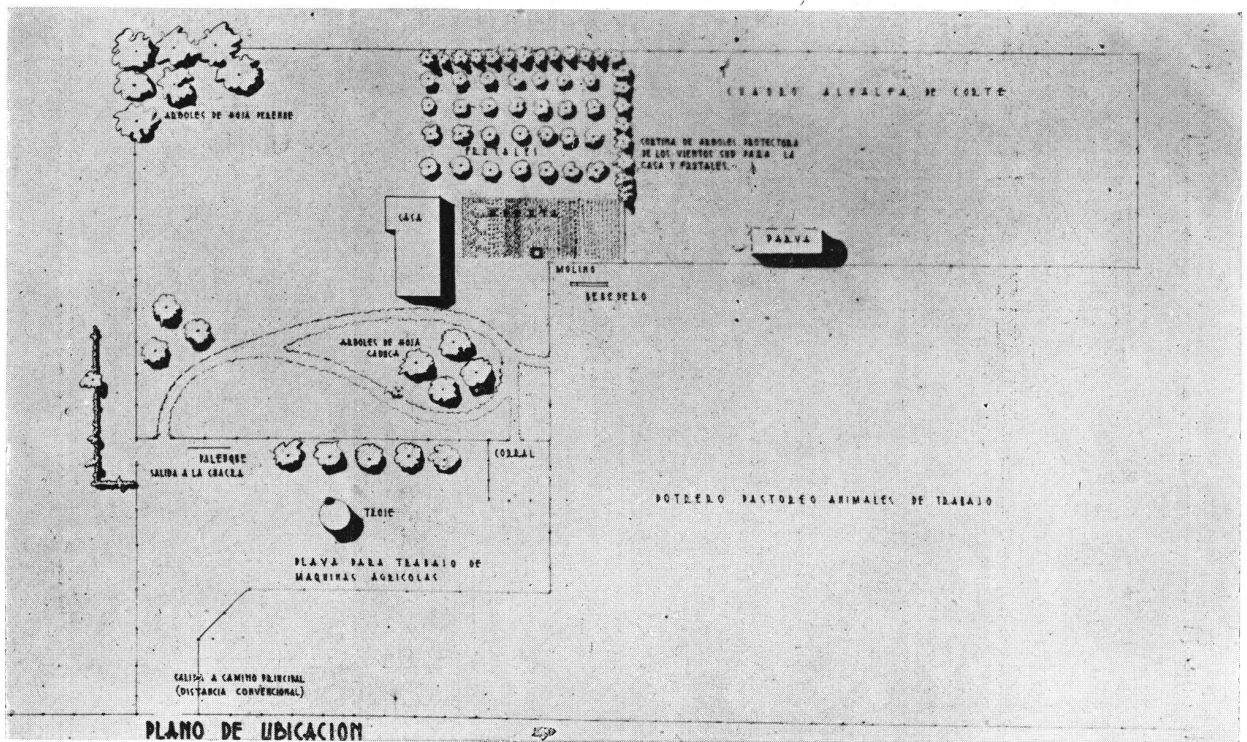 CUADRO ALFALFA DE CORTE
ARBOLES DE HOJA PERENNE
CORTINA DE ARBOLES PROTECTORA
DE LOS VIENTOS SUD PARA LA
CASA Y FRUTALES.
FRUTALES
CASA
HUERTA
PARVA
MOLINO
BEBEDERO
ARBOLES DE HOJA
CADUCA
PALENQUE
SALIDA A LA CHACRA
CORRAL
POTRERO PASTOREO ANIMALES DE TRABAJO
TROJE
PLAYA PARA TRABAJO DE
MAQUINAS AGRICOLAS
SALIDA A CAMINO PRINCIPAL
(DISTANCIA CONVENCIONAL)
PLANO DE UBICACION